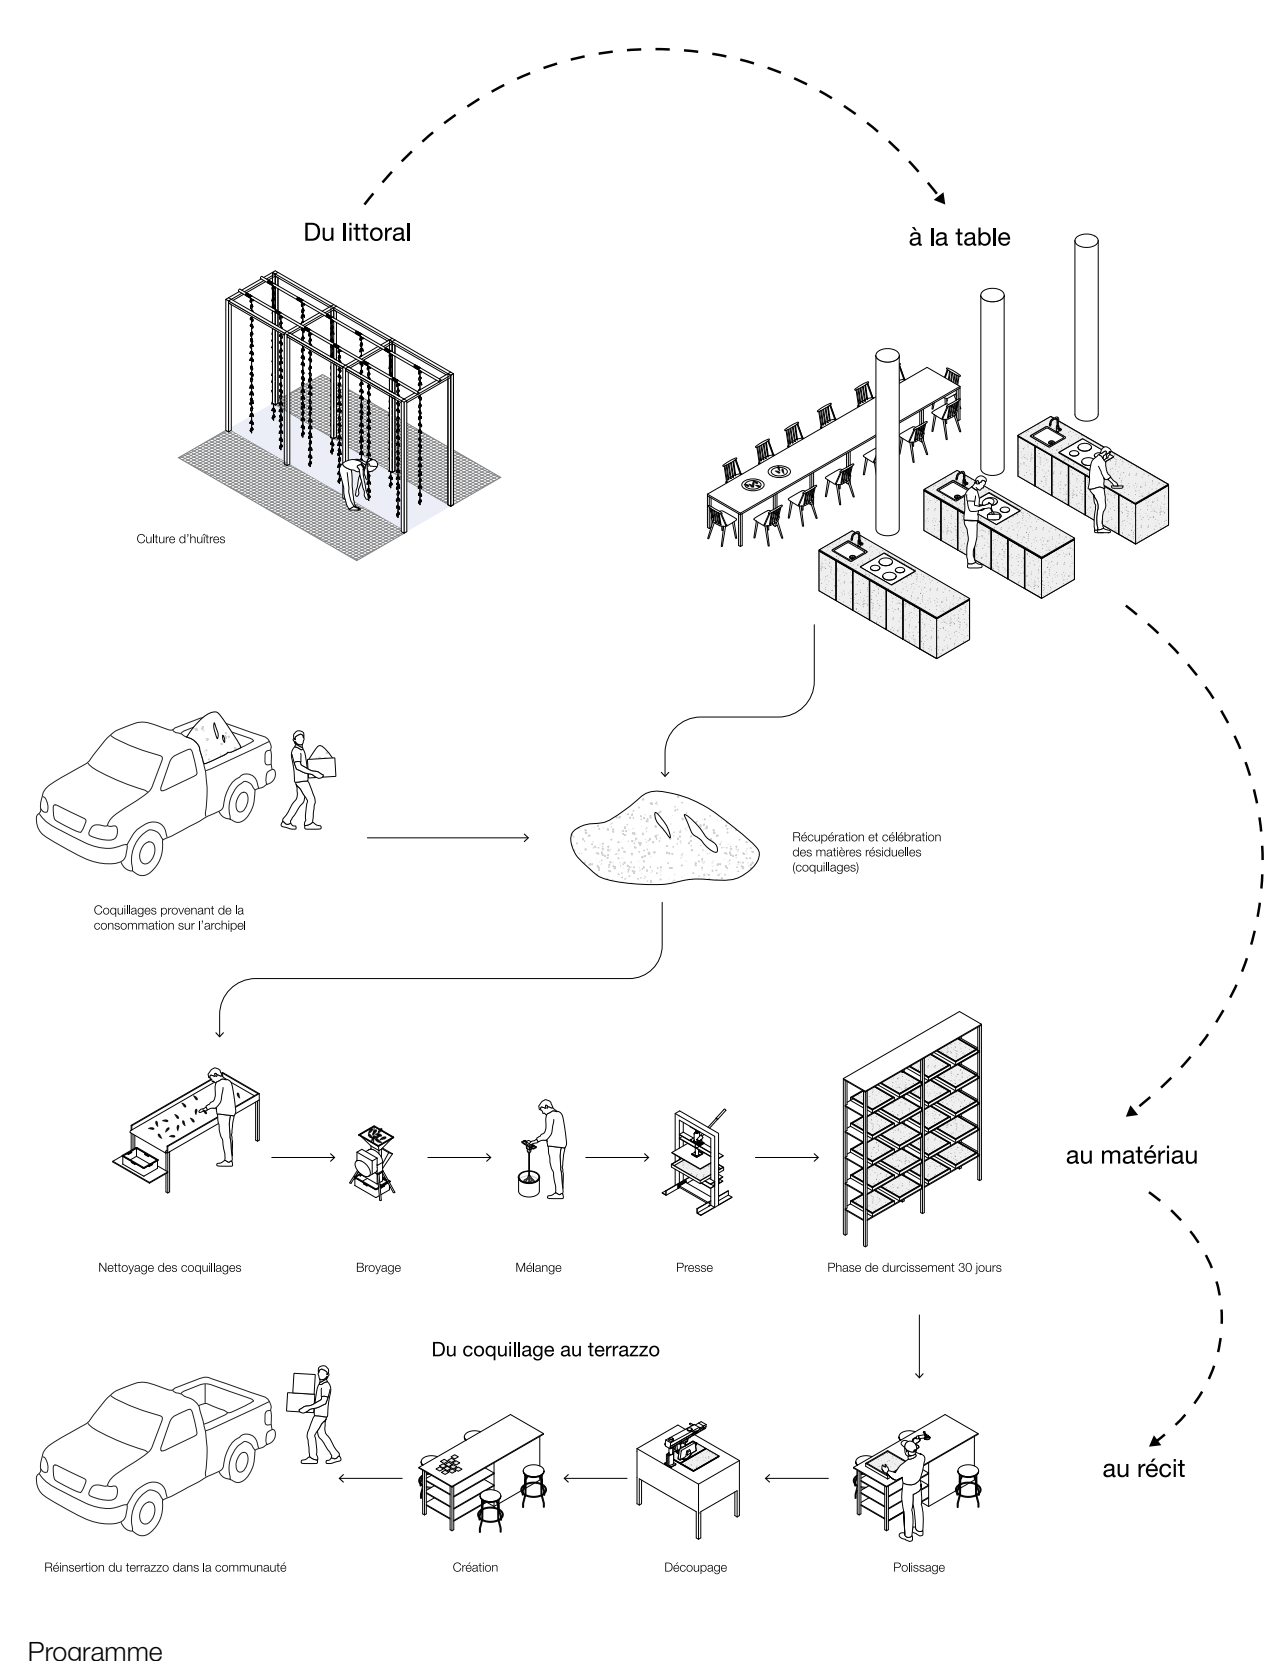 Du littoral
à la table
Culture d'huîtres
Récupération et célébration
des matières résiduelles
(coquillages)
Coquillages provenant de la
consommation sur l'archipel
au matériau
Nettoyage des coquillages
Broyage
Mélange
Presse
Phase de durcissement 30 jours
Du coquillage au terrazzo
au récit
Réinsertion du terrazzo dans la communauté
Création
Découpage
Polissage
Programme